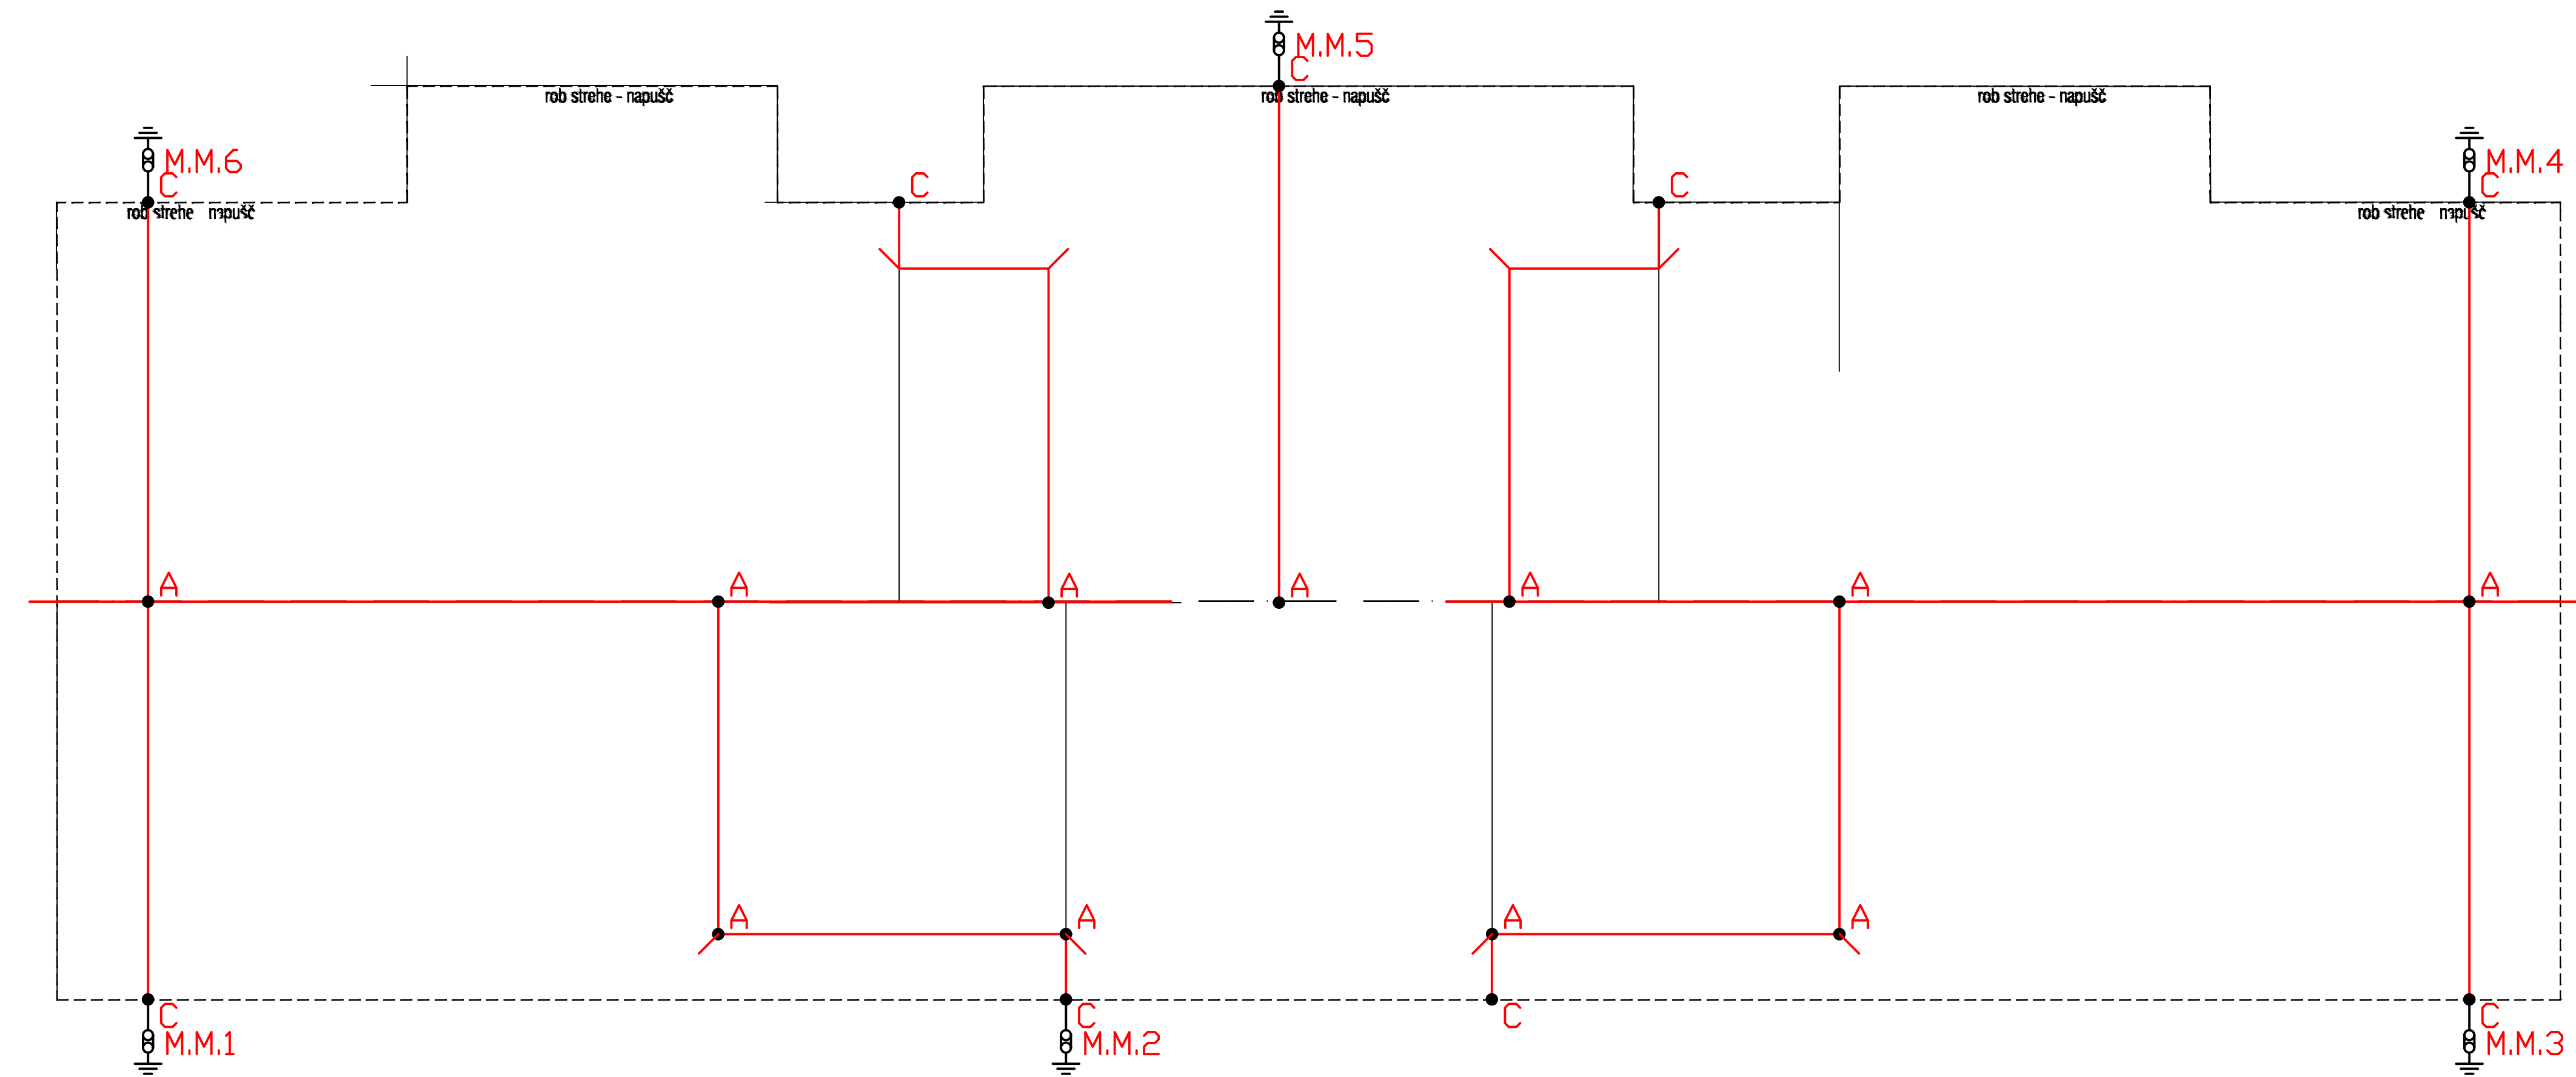 M.M.5
C
rob strehe - napušč
rob strehe - napušč
rob strehe - napušč
M.M.6
C
C
C
M.M.4
C
rob strehe napušč
rob strehe napušč
A
A
A
A
A
A
A
A
A
A
A
C
M.M.1
C
M.M.2
C
C
M.M.3